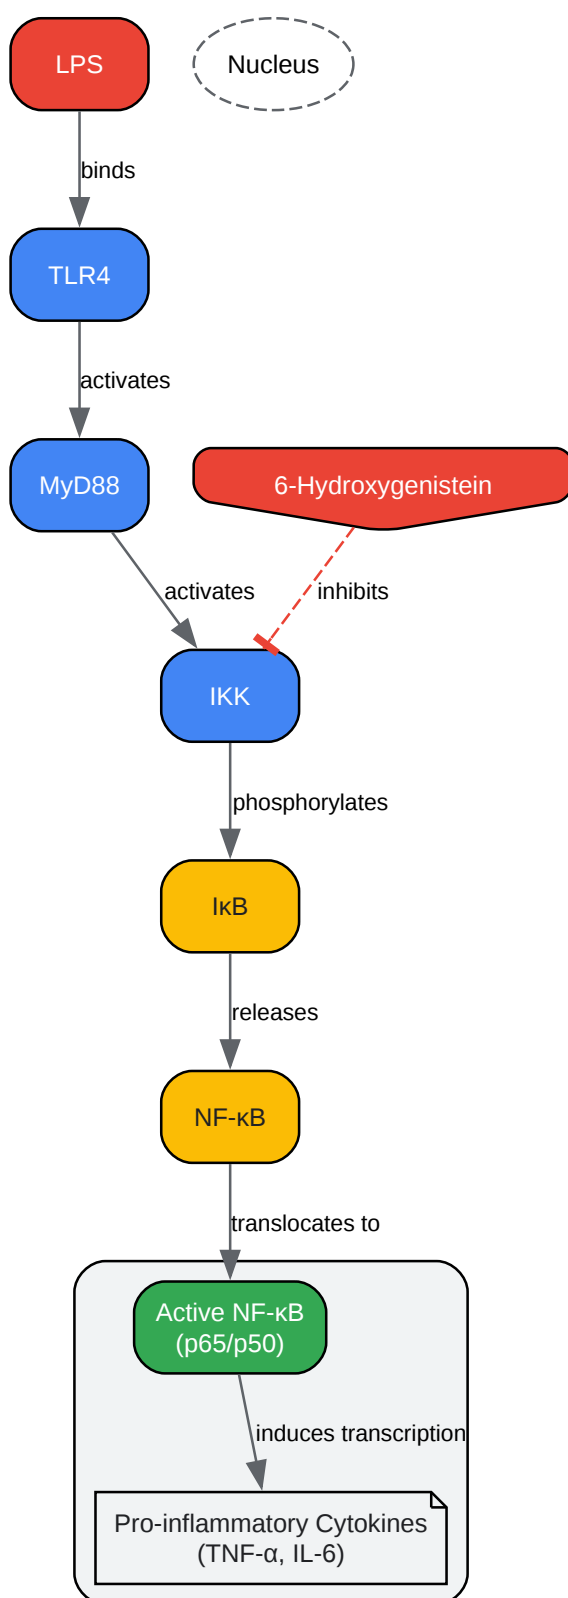 LPS
Nucleus
binds
TLR4
activates
MyD88
6-Hydroxygenistein
activates
inhibits
IKK
phosphorylates
IκB
releases
NF-κB
translocates to
Active NF-κB
(p65/p50)
induces transcription
Pro-inflammatory Cytokines
(TNF-α, IL-6)